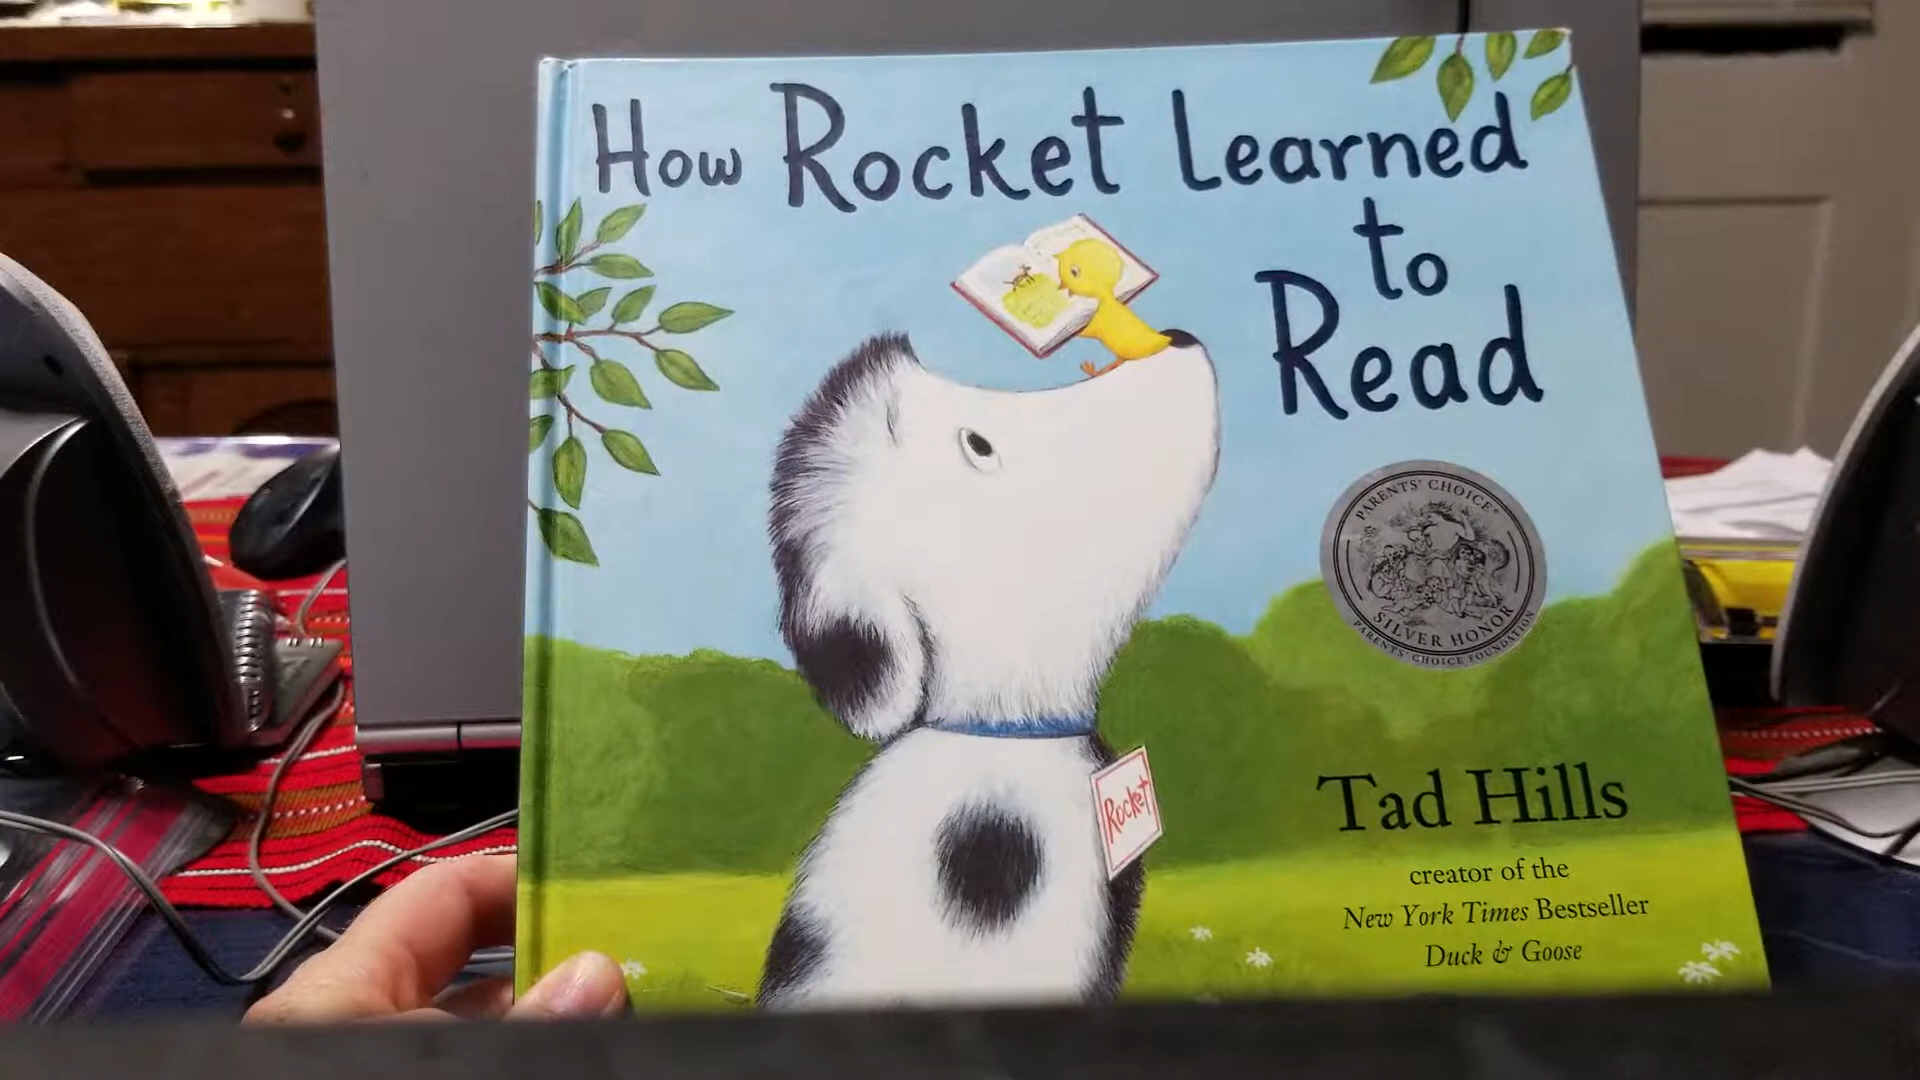 How Rocket Learned
to
Read
PARENTS' CHOICE®
SILVER HONOR
PARENTS' CHOICE FOUNDATION
Rocket
Tad Hills
creator of the
New York Times Bestseller
Duck & Goose